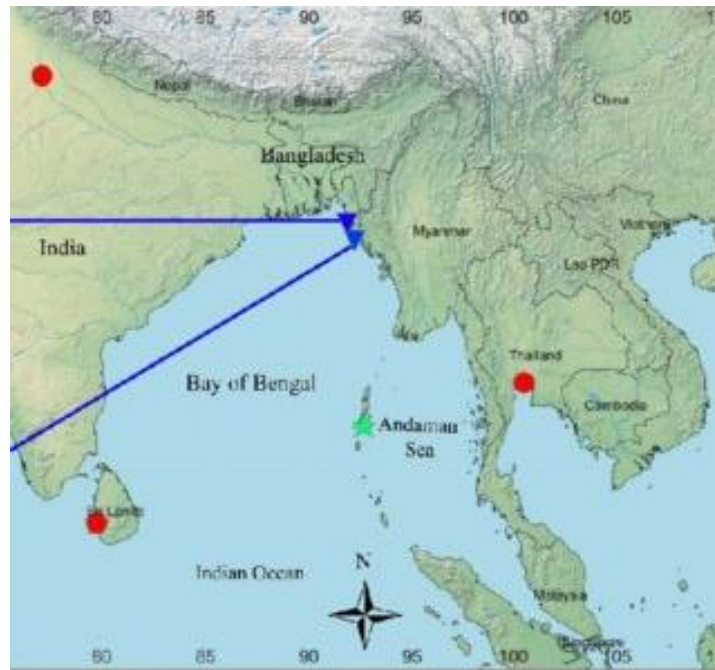 80 85 90 95 100 105
Nepal
Bhutan
China
Bangladesh
Vietnam
India
Myanmar
Lao PDR
Thailand
Bay of Bengal
Cambodia
Andaman
Sea
Sri Lanka
N
Indian Ocean
Malaysia
Singapore
80 85 90 95 100 105